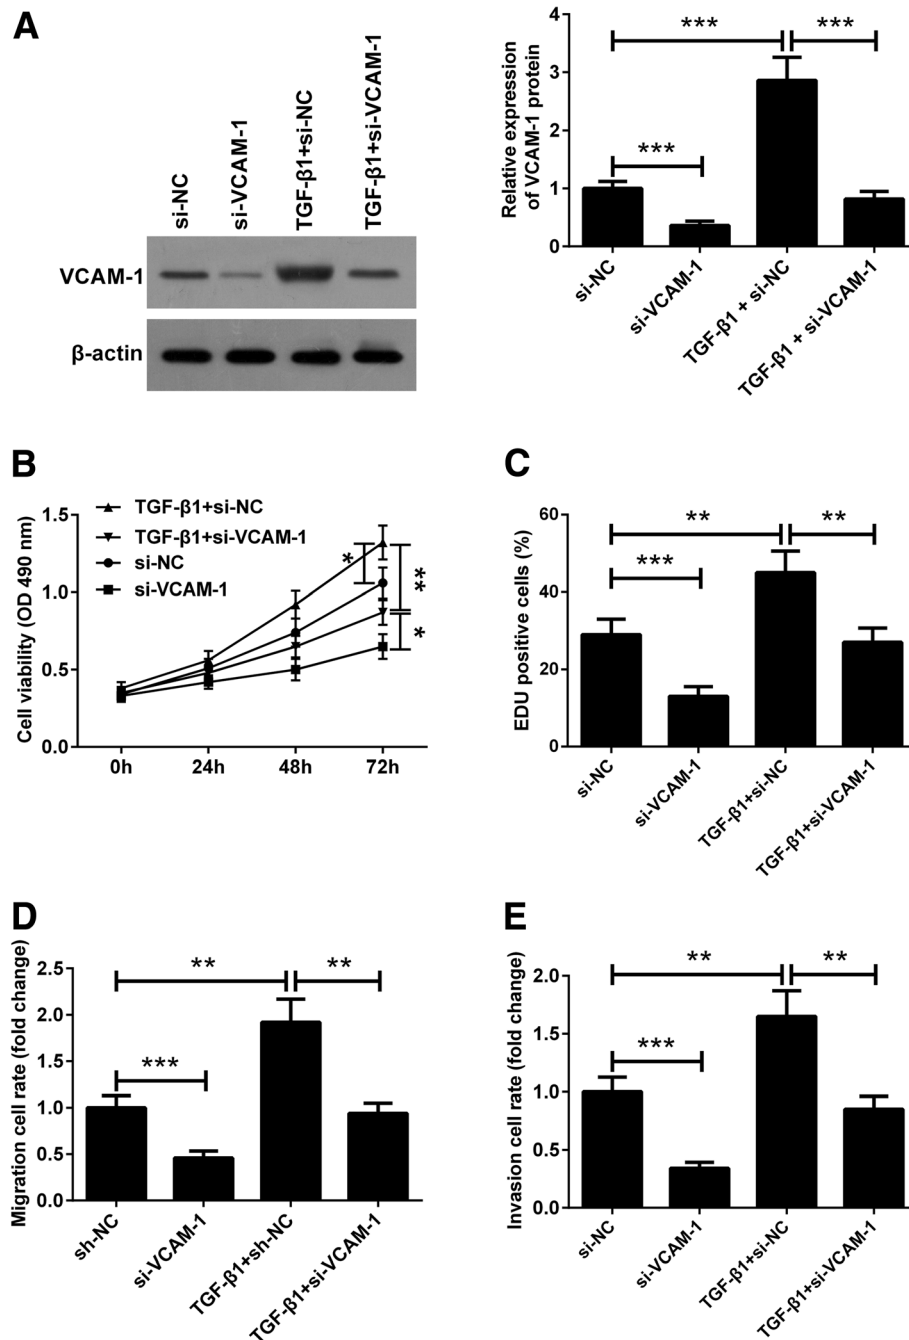 A
si-NC
si-VCAM-1
TGF-β1+si-NC
TGF-β1+si-VCAM-1
VCAM-1
β-actin
Relative expression
of VCAM-1 protein
4
3
2
1
0
***
***
***
si-NC
si-VCAM-1
TGF-β1 + si-NC
TGF-β1 + si-VCAM-1
B
Cell viability (OD 490 nm)
1.5
1.0
0.5
0.0
TGF-β1+si-NC
TGF-β1+si-VCAM-1
si-NC
si-VCAM-1
*
**
*
0h
24h
48h
72h
C
EDU positive cells (%)
60
40
20
0
**
**
***
si-NC
si-VCAM-1
TGF-β1+si-NC
TGF-β1+si-VCAM-1
D
Migration cell rate (fold change)
2.5
2.0
1.5
1.0
0.5
0.0
**
**
***
sh-NC
si-VCAM-1
TGF-β1+sh-NC
TGF-β1+si-VCAM-1
E
Invasion cell rate (fold change)
2.0
1.5
1.0
0.5
0.0
**
**
***
si-NC
si-VCAM-1
TGF-β1+si-NC
TGF-β1+si-VCAM-1